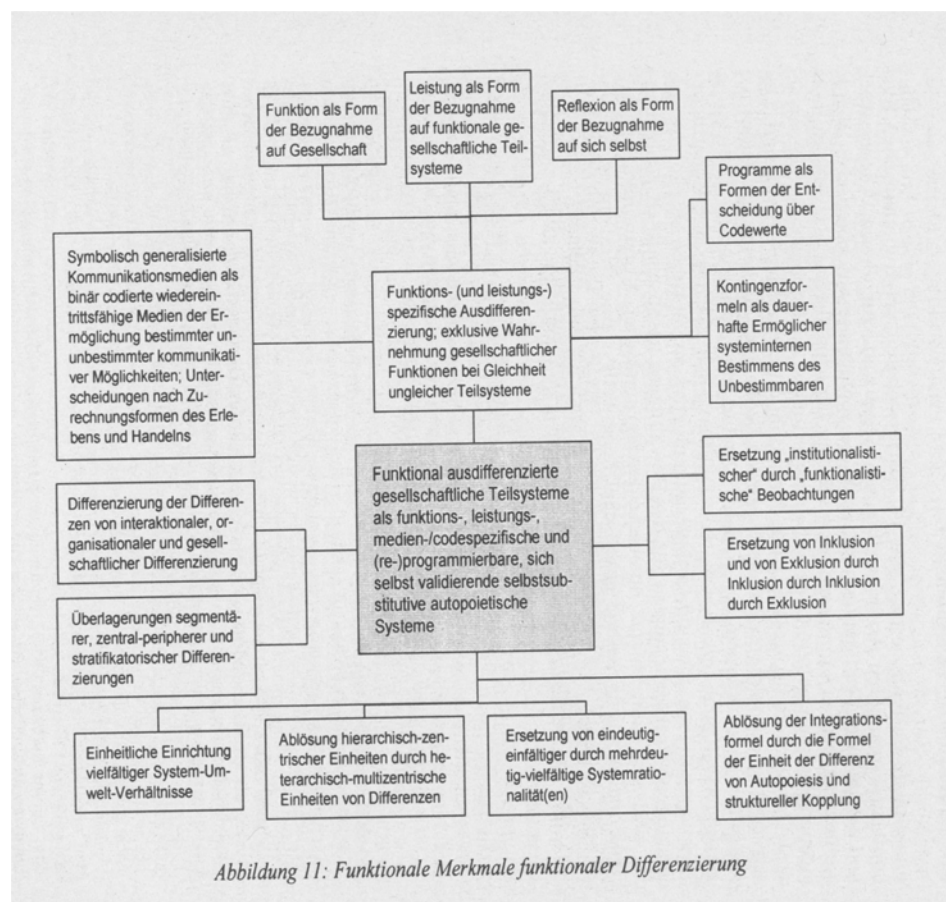 Funktion als Form
der Bezugnahme
auf Gesellschaft
Leistung als Form
der Bezugnahme
auf funktionale ge-
sellschaftliche Teil-
systeme
Reflexion als Form
der Bezugnahme
auf sich selbst
Programme als
Formen der Ent-
scheidung über
Codewerte
Symbolisch generalisierte
Kommunikationsmedien als
binär codierte wiederein-
trittsfähige Medien der Er-
möglichung bestimmter un-
unbestimmter kommunikati-
ver Möglichkeiten; Unter-
scheidungen nach Zu-
rechnungsformen des Erle-
bens und Handelns
Funktions- (und leistungs-)
spezifische Ausdifferen-
zierung; exklusive Wahr-
nehmung gesellschaftlicher
Funktionen bei Gleichheit
ungleicher Teilsysteme
Kontingenzfor-
meln als dauer-
hafte Ermöglicher
systeminternen
Bestimmens des
Unbestimmbaren
Funktional ausdifferenzierte
gesellschaftliche Teilsysteme
als funktions-, leistungs-,
medien-/codespezifische und
(re-)programmierbare, sich
selbst validierende selbstsub-
stitutive autopoietische
Systeme
Ersetzung „institutionalisti-
scher“ durch „funktionalisti-
sche“ Beobachtungen
Differenzierung der Differen-
zen von interaktionaler, or-
ganisationaler und gesell-
schaftlicher Differenzierung
Ersetzung von Inklusion
und von Exklusion durch
Inklusion durch Inklusion
durch Exklusion
Überlagerungen segmentä-
rer, zentral-peripherer und
stratifikatorischer Differen-
zierungen
Einheitliche Einrichtung
vielfältiger System-Um-
welt-Verhältnisse
Ablösung hierarchisch-zen-
trischer Einheiten durch he-
terarchisch-multizentrische
Einheiten von Differenzen
Ersetzung von eindeutig-
einfältiger durch mehrdeu-
tig-vielfältige Systemratio-
nalität(en)
Ablösung der Integrations-
formel durch die Formel
der Einheit der Differenz
von Autopoiesis und
struktureller Kopplung
Abbildung 11: Funktionale Merkmale funktionaler Differenzierung